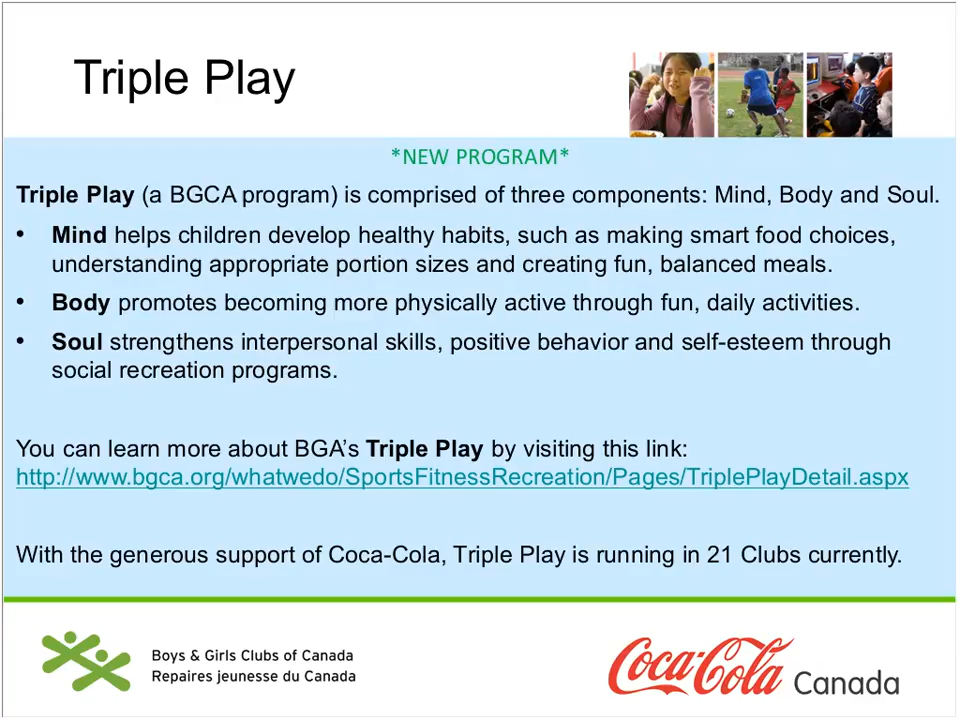 Triple Play
*NEW PROGRAM*
Triple Play (a BGCA program) is comprised of three components: Mind, Body and Soul.
• Mind helps children develop healthy habits, such as making smart food choices,
understanding appropriate portion sizes and creating fun, balanced meals.
• Body promotes becoming more physically active through fun, daily activities.
• Soul strengthens interpersonal skills, positive behavior and self-esteem through
social recreation programs.
You can learn more about BGA’s Triple Play by visiting this link:
http://www.bgca.org/whatwedo/SportsFitnessRecreation/Pages/TriplePlayDetail.aspx
With the generous support of Coca-Cola, Triple Play is running in 21 Clubs currently.
Boys & Girls Clubs of Canada
Repaires jeunesse du Canada
Coca-Cola Canada